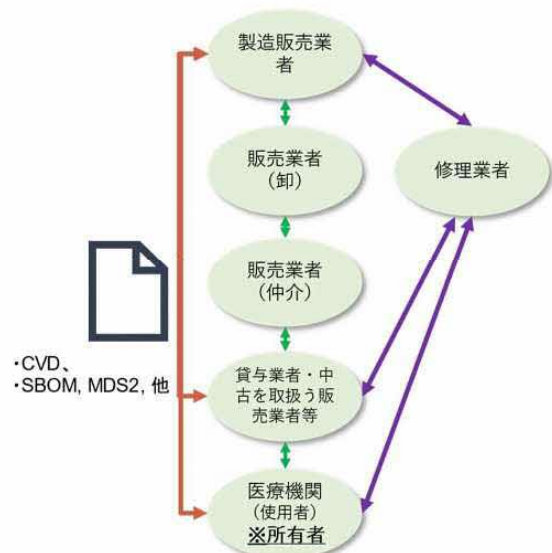 製造販売業
者
販売業者
(卸)
修理業者
販売業者
(仲介)
・CVD、
・SBOM, MDS2, 他
貸与業者・中
古を取扱う販
売業者等
医療機関
(使用者)
※所有者